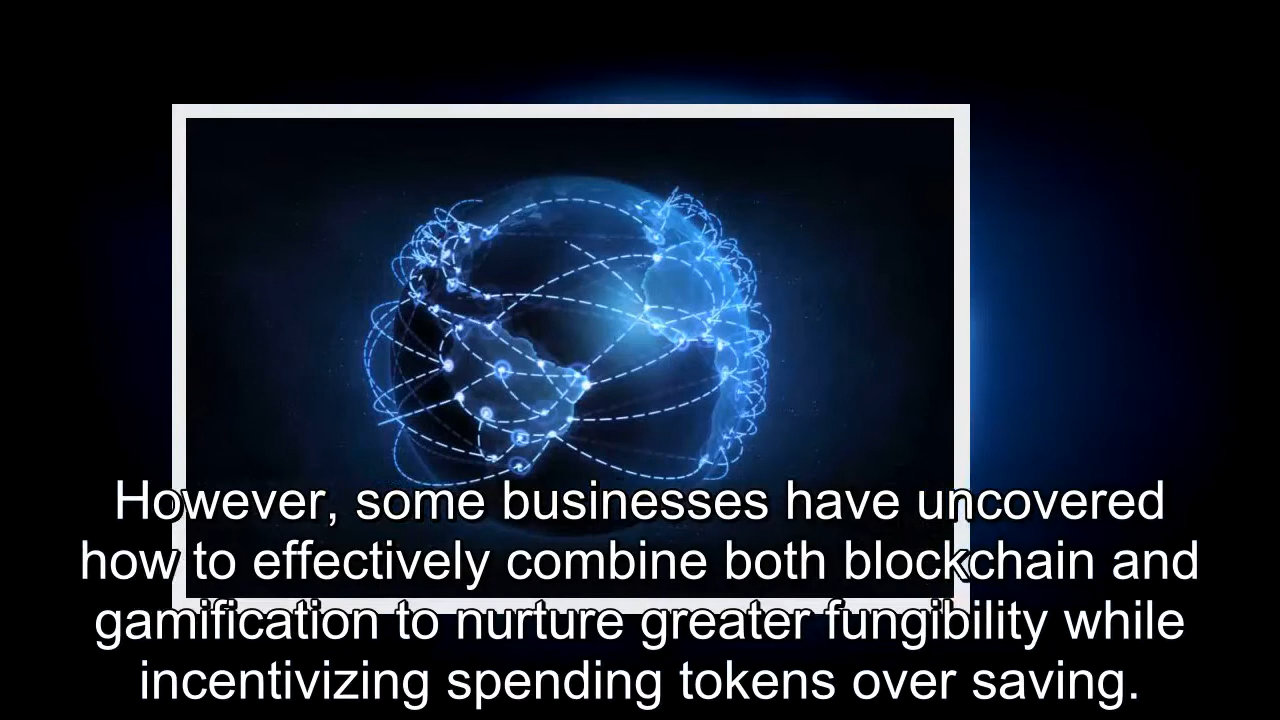 However, some businesses have uncovered
how to effectively combine both blockchain and
gamification to nurture greater fungibility while
incentivizing spending tokens over saving.